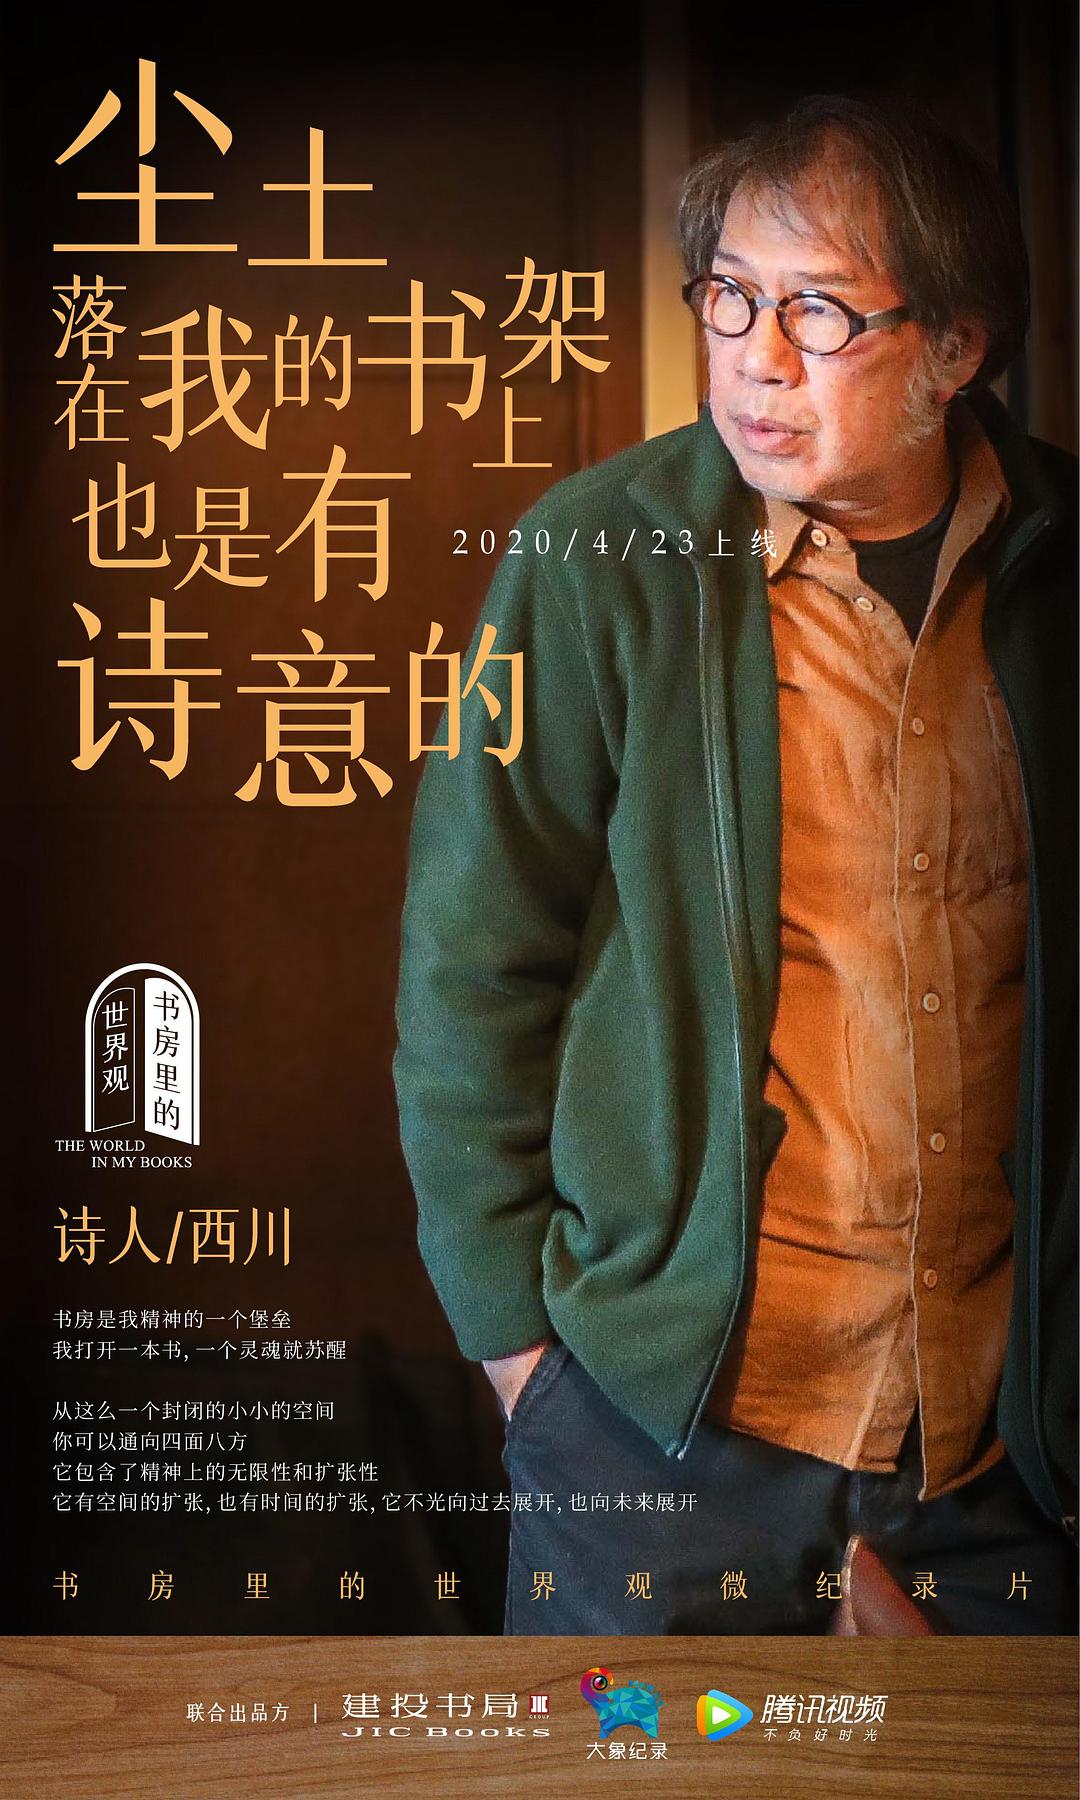 尘土
落在我的书架上
也是有
诗意的
2020/4/23上线
书房里的
世界观
THE WORLD
IN MY BOOKS
诗人/西川
书房是我精神的一个堡垒
我打开一本书, 一个灵魂就苏醒
从这么一个封闭的小小的空间
你可以通向四面八方
它包含了精神上的无限性和扩张性
它有空间的扩张, 也有时间的扩张, 它不光向过去展开, 也向未来展开
书房里的世界观微纪录片
联合出品方 | 建投书局 JIC GROUP
JIC BOOKS
大象纪录
腾讯视频
不负好时光